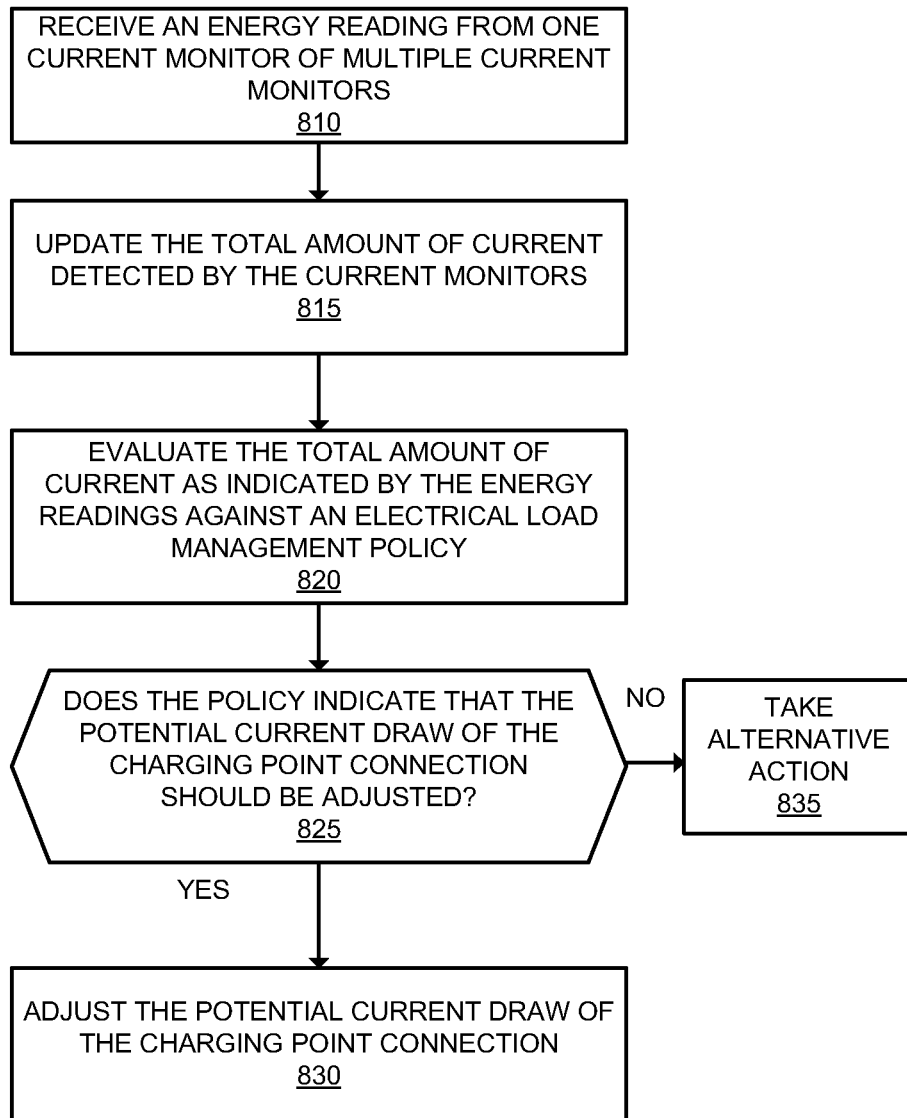 RECEIVE AN ENERGY READING FROM ONE
CURRENT MONITOR OF MULTIPLE CURRENT
MONITORS
810
UPDATE THE TOTAL AMOUNT OF CURRENT
DETECTED BY THE CURRENT MONITORS
815
EVALUATE THE TOTAL AMOUNT OF
CURRENT AS INDICATED BY THE ENERGY
READINGS AGAINST AN ELECTRICAL LOAD
MANAGEMENT POLICY
820
DOES THE POLICY INDICATE THAT THE
POTENTIAL CURRENT DRAW OF THE
CHARGING POINT CONNECTION
SHOULD BE ADJUSTED?
825
NO
TAKE
ALTERNATIVE
ACTION
835
YES
ADJUST THE POTENTIAL CURRENT DRAW OF
THE CHARGING POINT CONNECTION
830